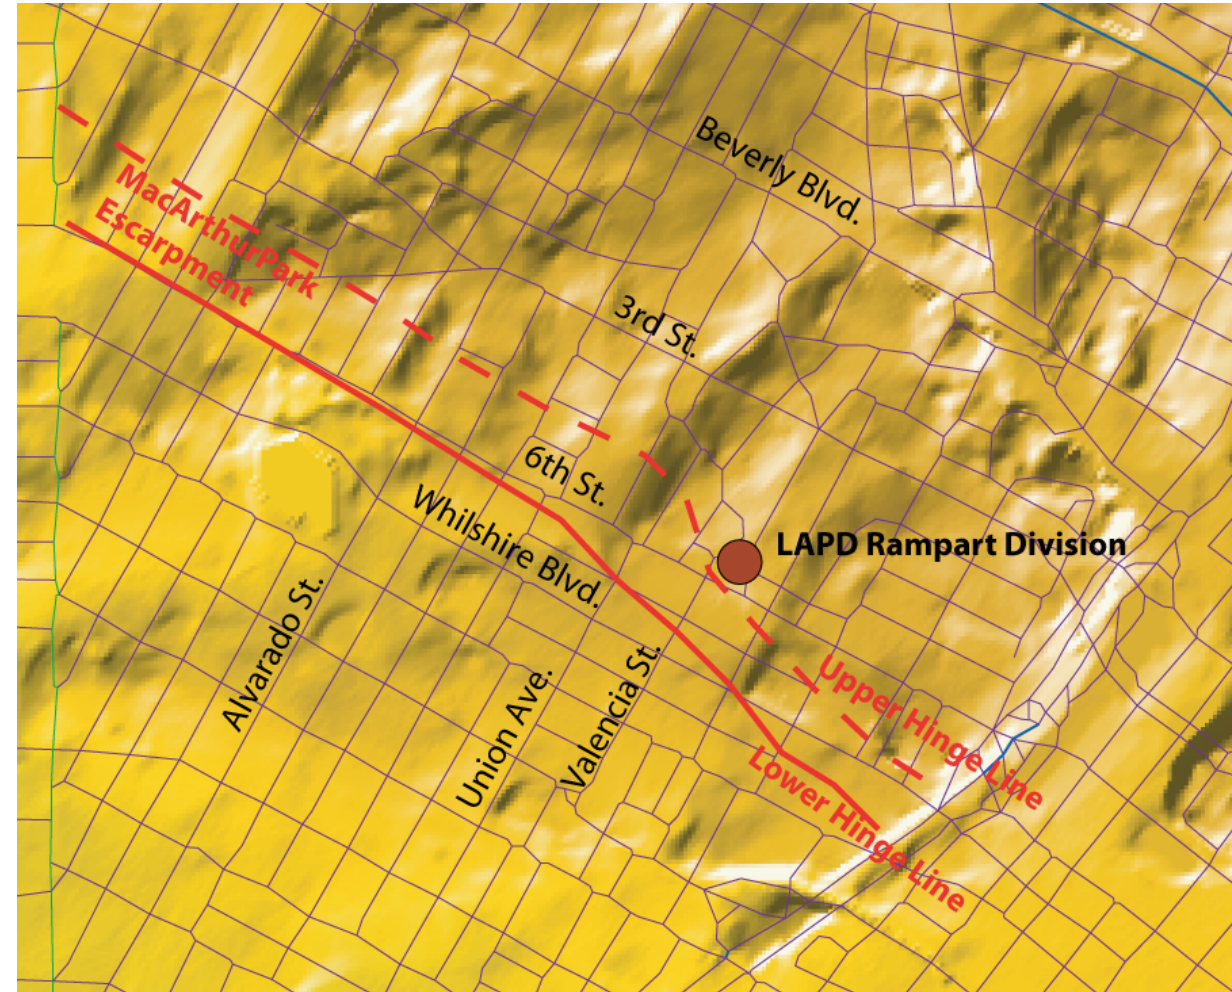 Beverly Blvd.
MacArthurPark
Escarpment
3rd St.
6th St.
Whilshire Blvd.
LAPD Rampart Division
Alvarado St.
Union Ave.
Valencia St.
Upper Hinge Line
Lower Hinge Line